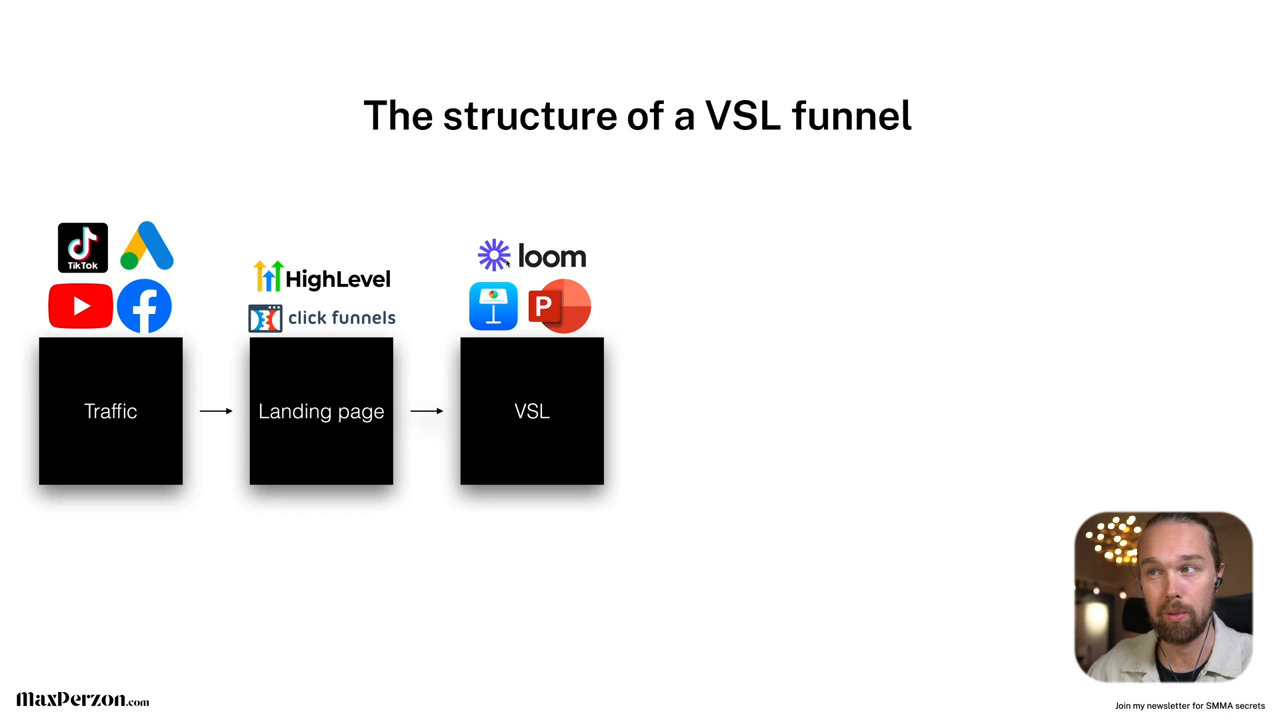 The structure of a VSL funnel
TikTok
HighLevel
click funnels
loom
P
Traffic
Landing page
VSL
MaxPerzon.com
Join my newsletter for SMMA secrets